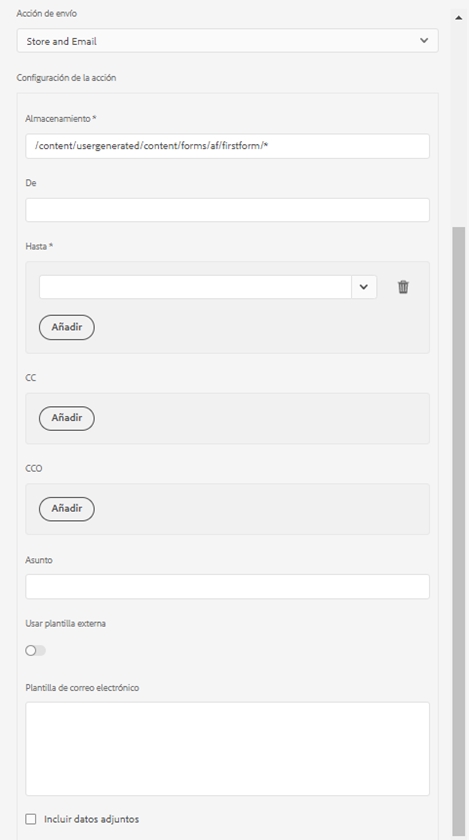 Acción de envío
Store and Email
Configuración de la acción
Almacenamiento *
/content/usergenerated/content/forms/af/firstform/*
De
Hasta *
Añadir
CC
Añadir
CCO
Añadir
Asunto
Usar plantilla externa
Plantilla de correo electrónico
Incluir datos adjuntos